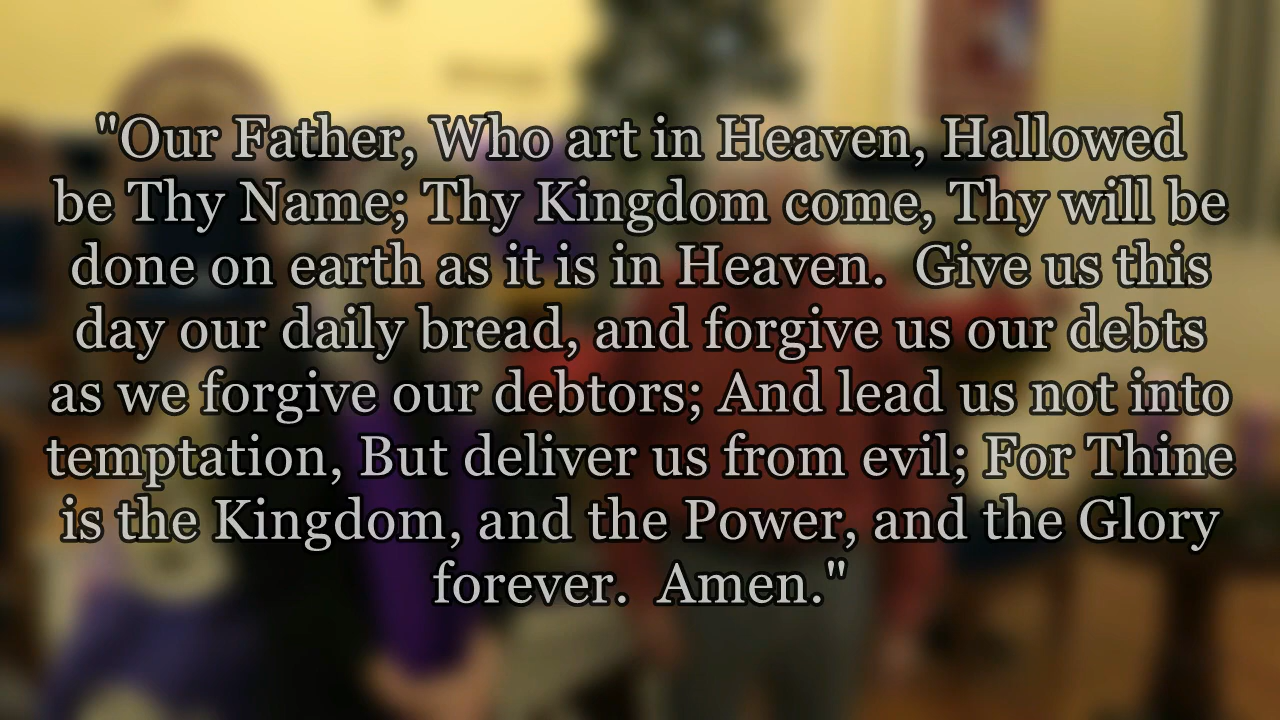 "Our Father, Who art in Heaven, Hallowed
be Thy Name; Thy Kingdom come, Thy will be
done on earth as it is in Heaven.  Give us this
day our daily bread, and forgive us our debts
as we forgive our debtors; And lead us not into
temptation, But deliver us from evil; For Thine
is the Kingdom, and the Power, and the Glory
forever.  Amen."